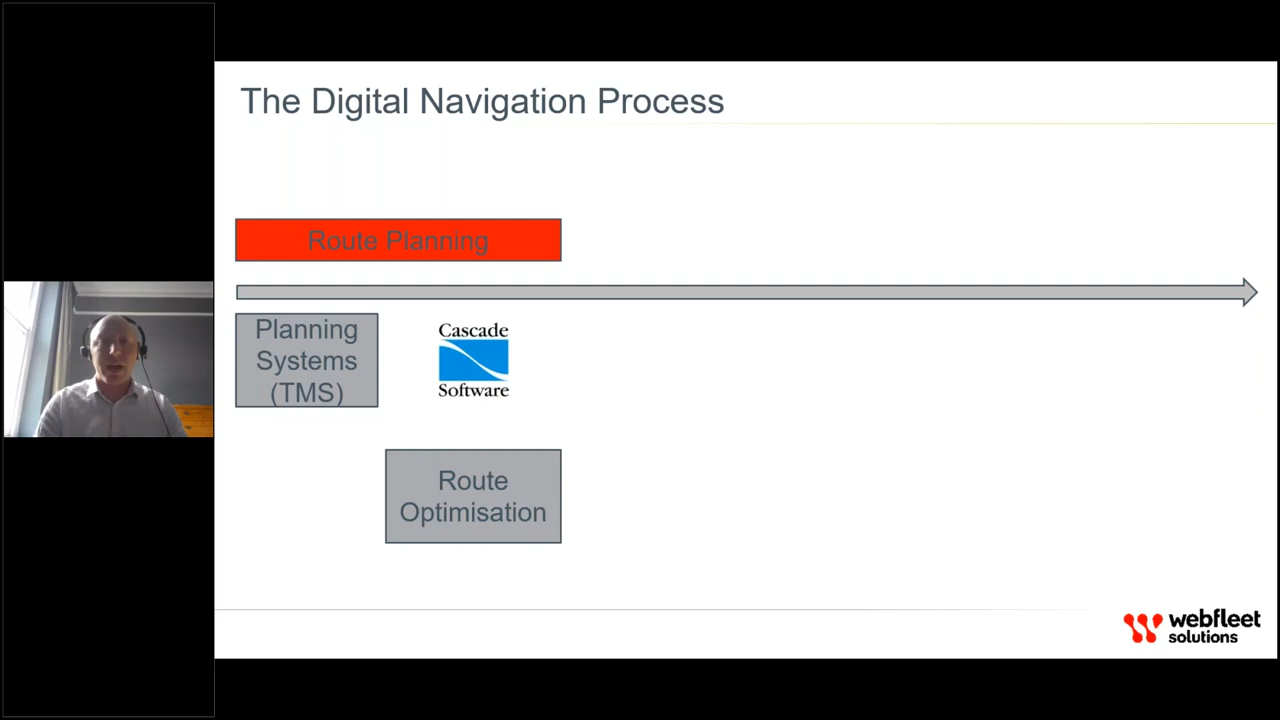 The Digital Navigation Process
Route Planning
Planning
Systems
(TMS)
Cascade
Software
Route
Optimisation
webfleet
solutions